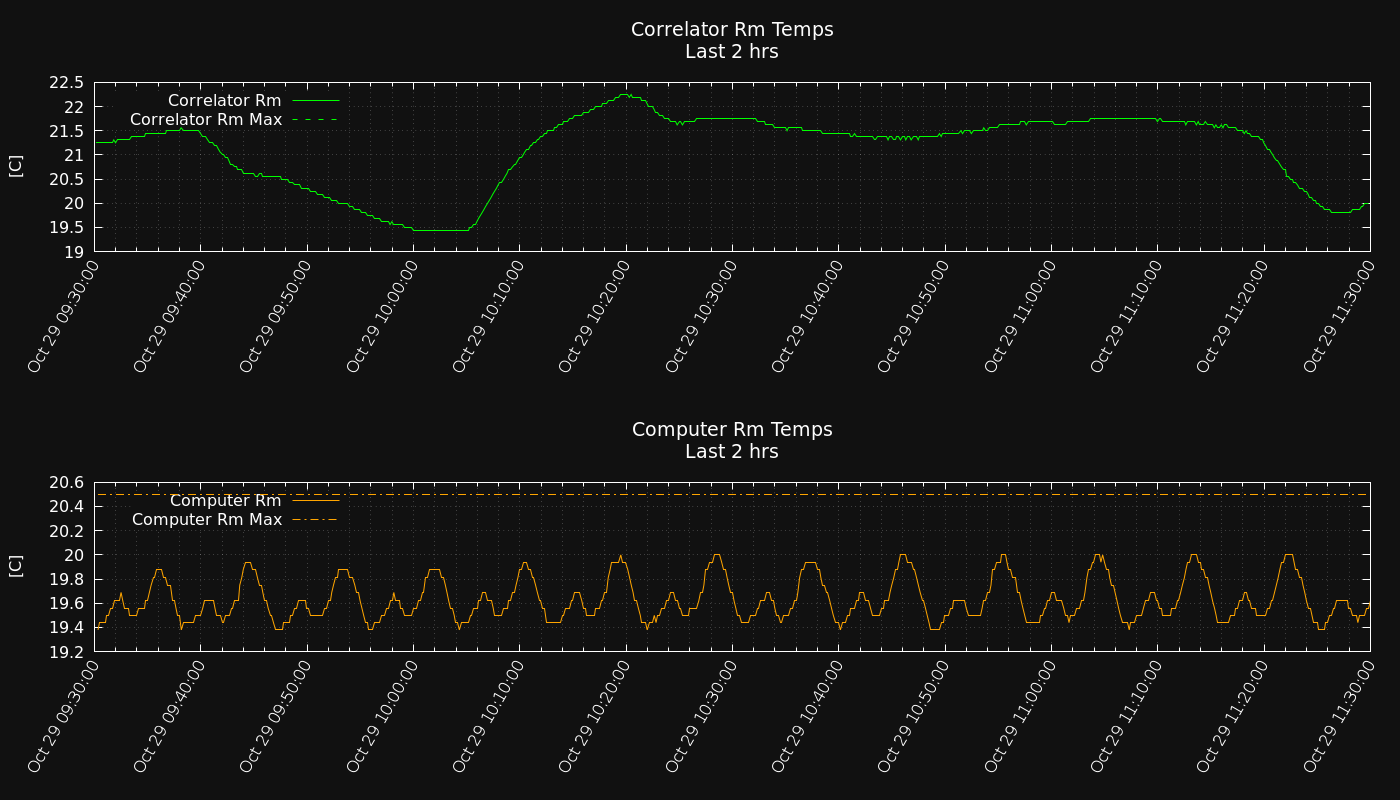 Correlator Rm Temps
Last 2 hrs
22.5
22
21.5
21
20.5
20
19.5
19
[C]
Correlator Rm
Correlator Rm Max
Oct 29 09:30:00
Oct 29 09:40:00
Oct 29 09:50:00
Oct 29 10:00:00
Oct 29 10:10:00
Oct 29 10:20:00
Oct 29 10:30:00
Oct 29 10:40:00
Oct 29 10:50:00
Oct 29 11:00:00
Oct 29 11:10:00
Oct 29 11:20:00
Oct 29 11:30:00
Computer Rm Temps
Last 2 hrs
20.6
20.4
20.2
20
19.8
19.6
19.4
19.2
[C]
Computer Rm
Computer Rm Max
Oct 29 09:30:00
Oct 29 09:40:00
Oct 29 09:50:00
Oct 29 10:00:00
Oct 29 10:10:00
Oct 29 10:20:00
Oct 29 10:30:00
Oct 29 10:40:00
Oct 29 10:50:00
Oct 29 11:00:00
Oct 29 11:10:00
Oct 29 11:20:00
Oct 29 11:30:00